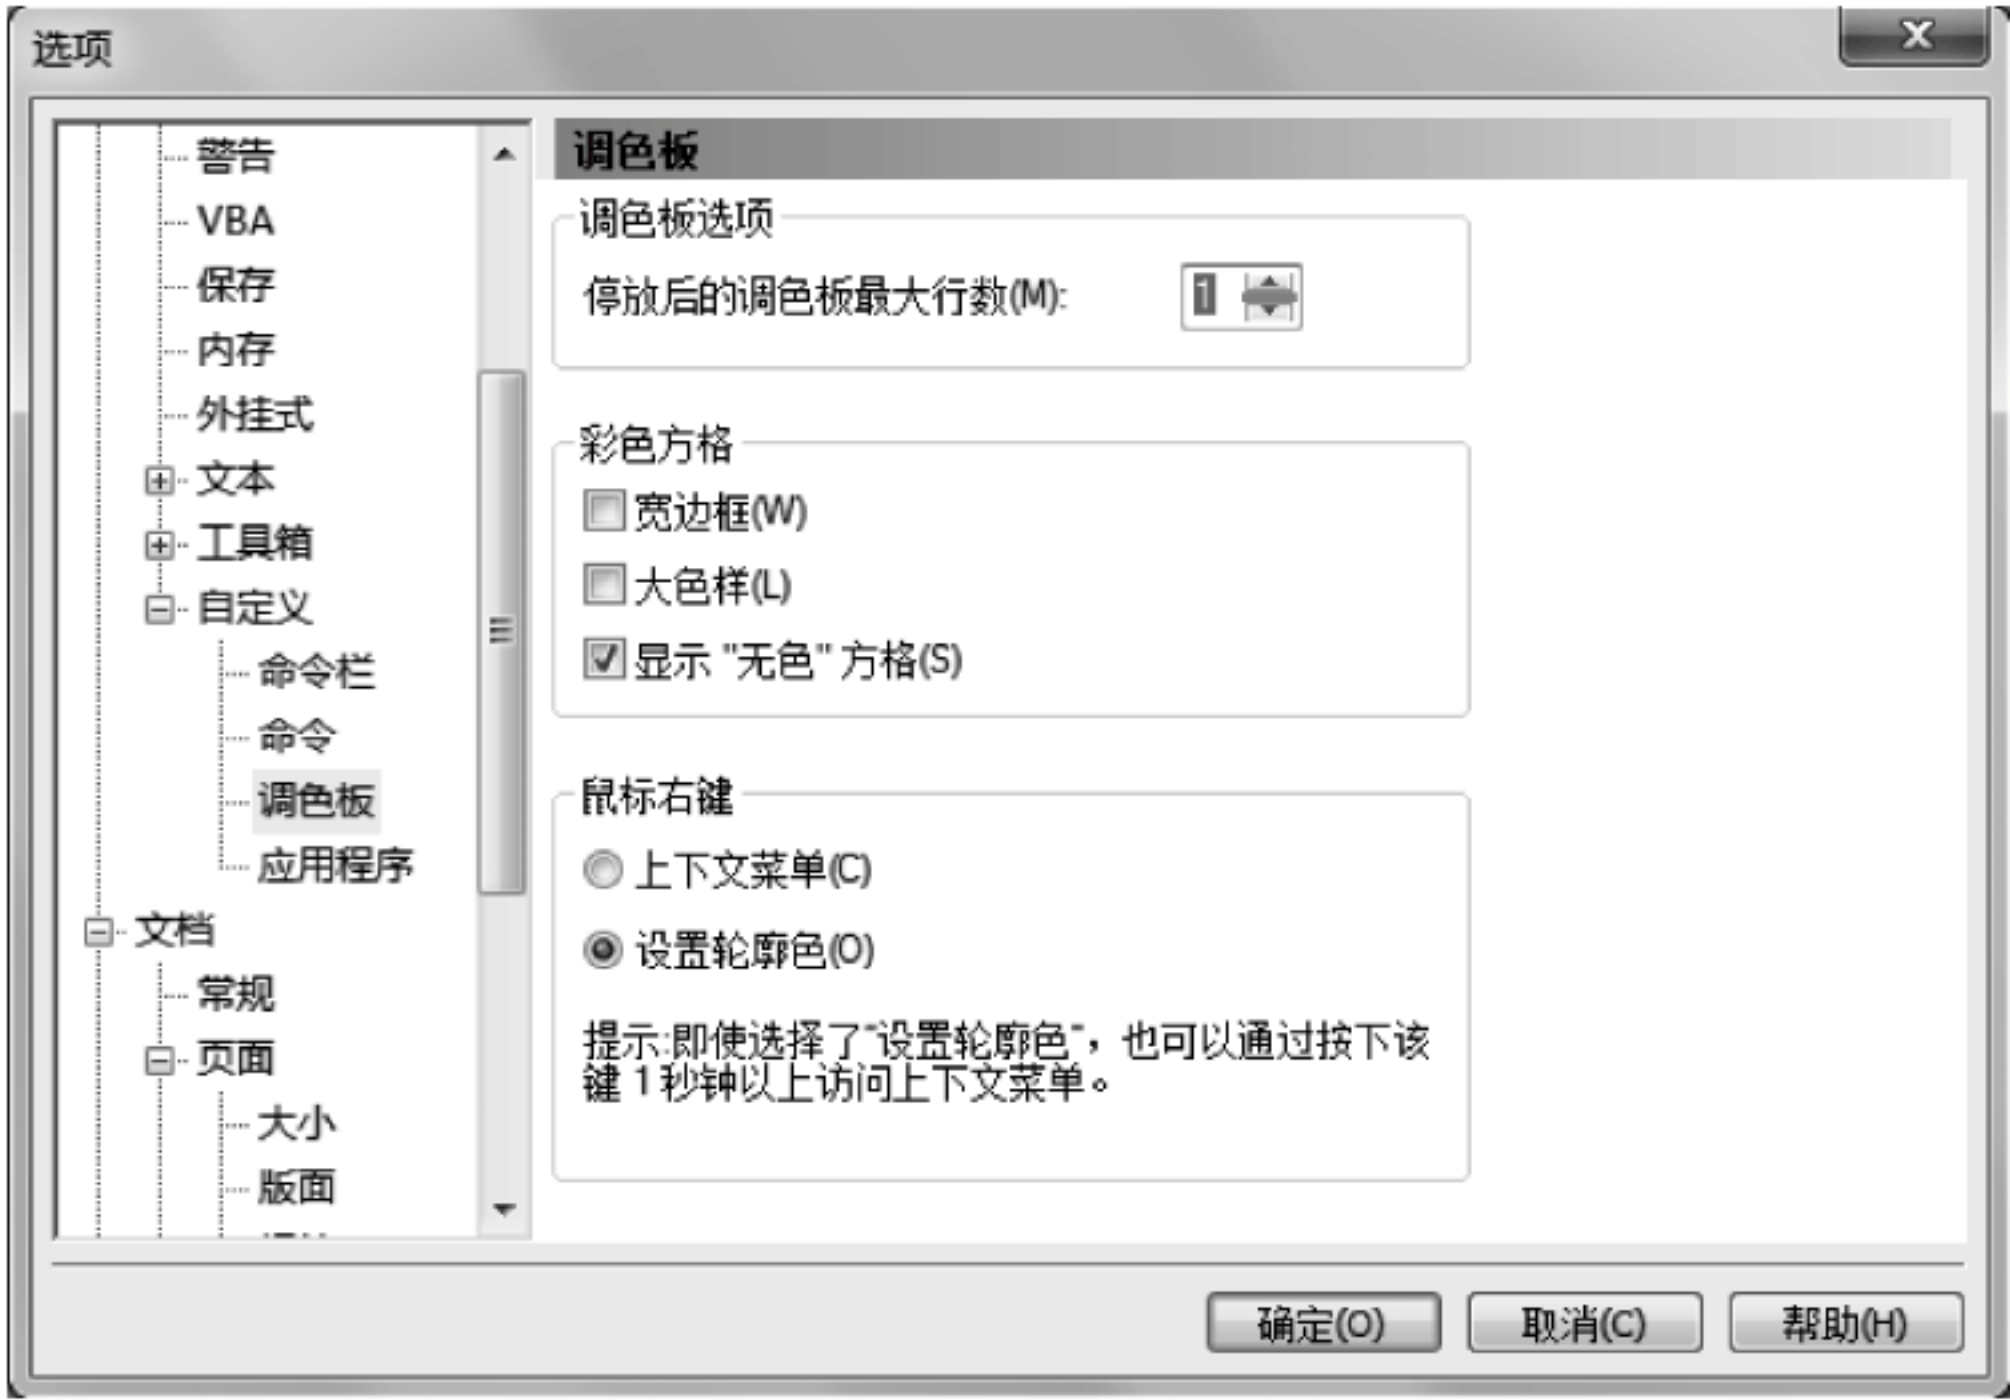 选项
警告
VBA
保存
内存
外挂式
文本
工具箱
自定义
命令栏
命令
调色板
应用程序
文档
常规
页面
大小
版面
调色板
调色板选项
停放后的调色板最大行数(M):
1
彩色方格
宽边框(W)
大色样(L)
显示 "无色" 方格(S)
鼠标右键
上下文菜单(C)
设置轮廓色(O)
提示:即使选择了"设置轮廓色"，也可以通过按下该
键 1 秒钟以上访问上下文菜单。
确定(O)
取消(C)
帮助(H)